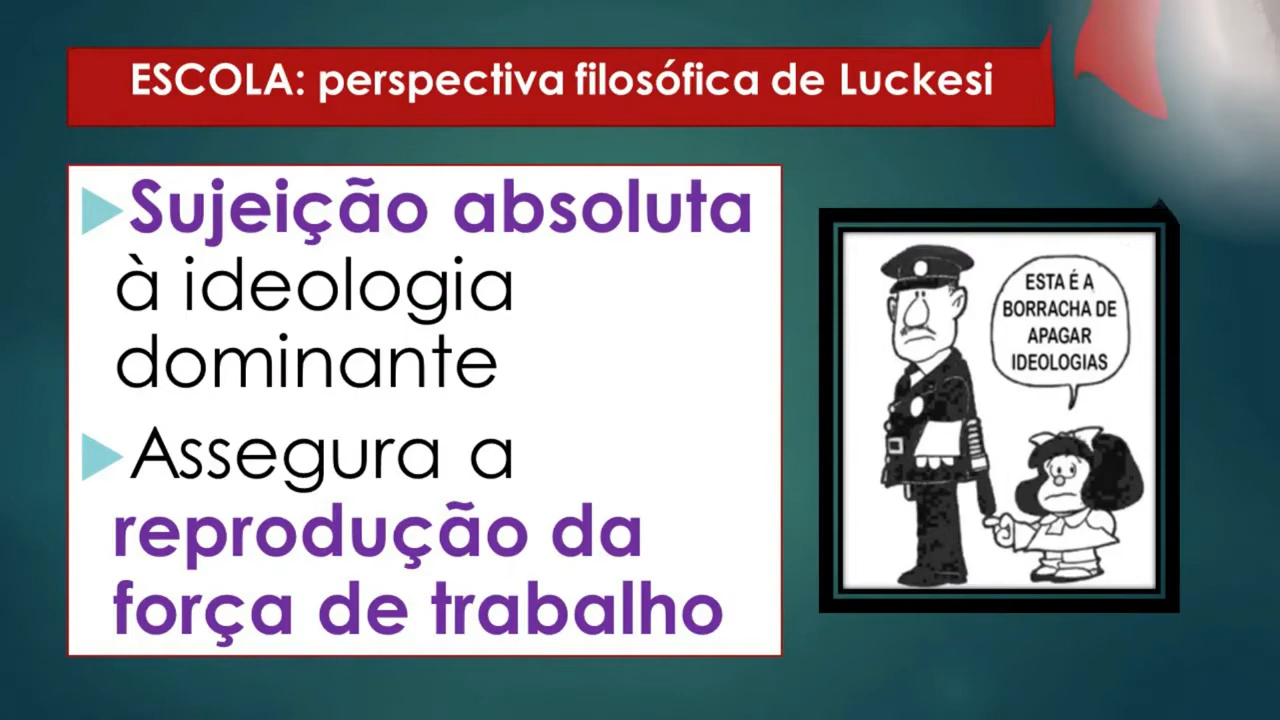 ESCOLA: perspectiva filosófica de Luckesi
Sujeição absoluta
à ideologia
dominante
Assegura a
reprodução da
força de trabalho
ESTA É A
BORRACHA DE
APAGAR
IDEOLOGIAS